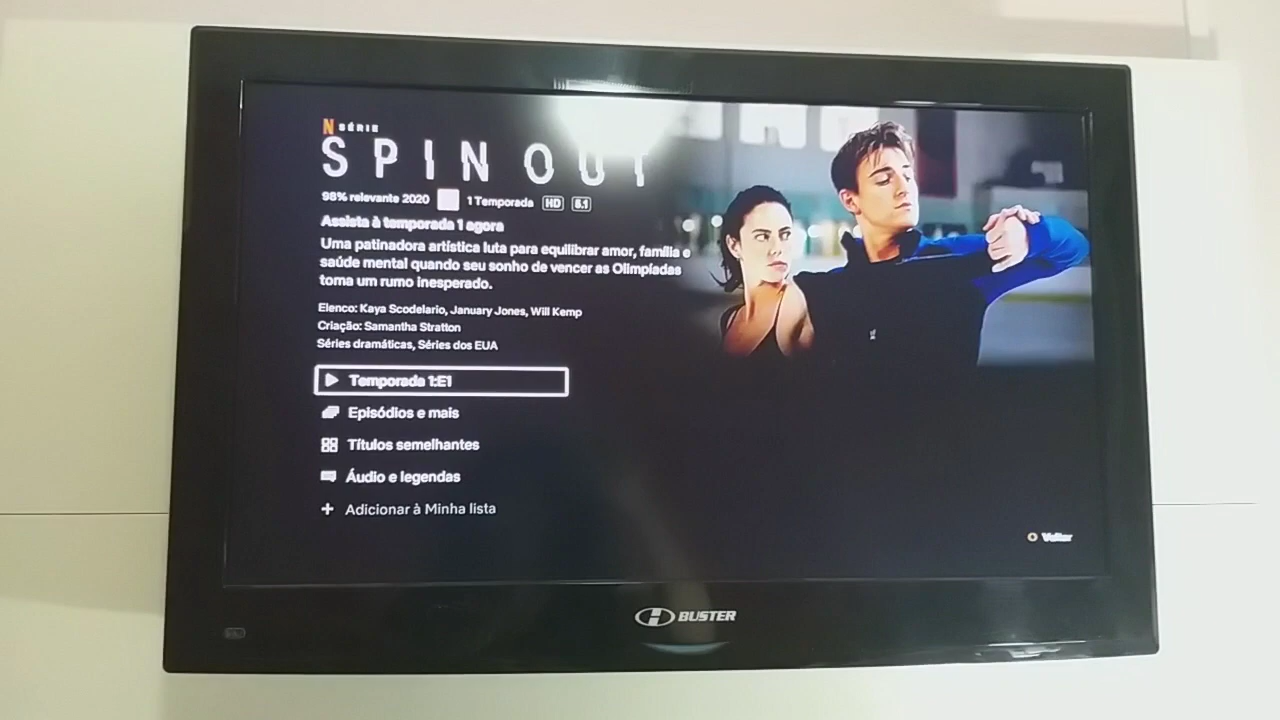 N SÉRIE
SPIN OUT
98% relevante 2020 1 Temporada HD 5.1
Assista à temporada 1 agora
Uma patinadora artística luta para equilibrar amor, família e
saúde mental quando seu sonho de vencer as Olimpíadas
toma um rumo inesperado.
Elenco: Kaya Scodelario, January Jones, Will Kemp
Criação: Samantha Stratton
Séries dramáticas, Séries dos EUA
Temporada 1:E1
Episódios e mais
Títulos semelhantes
Áudio e legendas
+ Adicionar à Minha lista
Voltar
H BUSTER